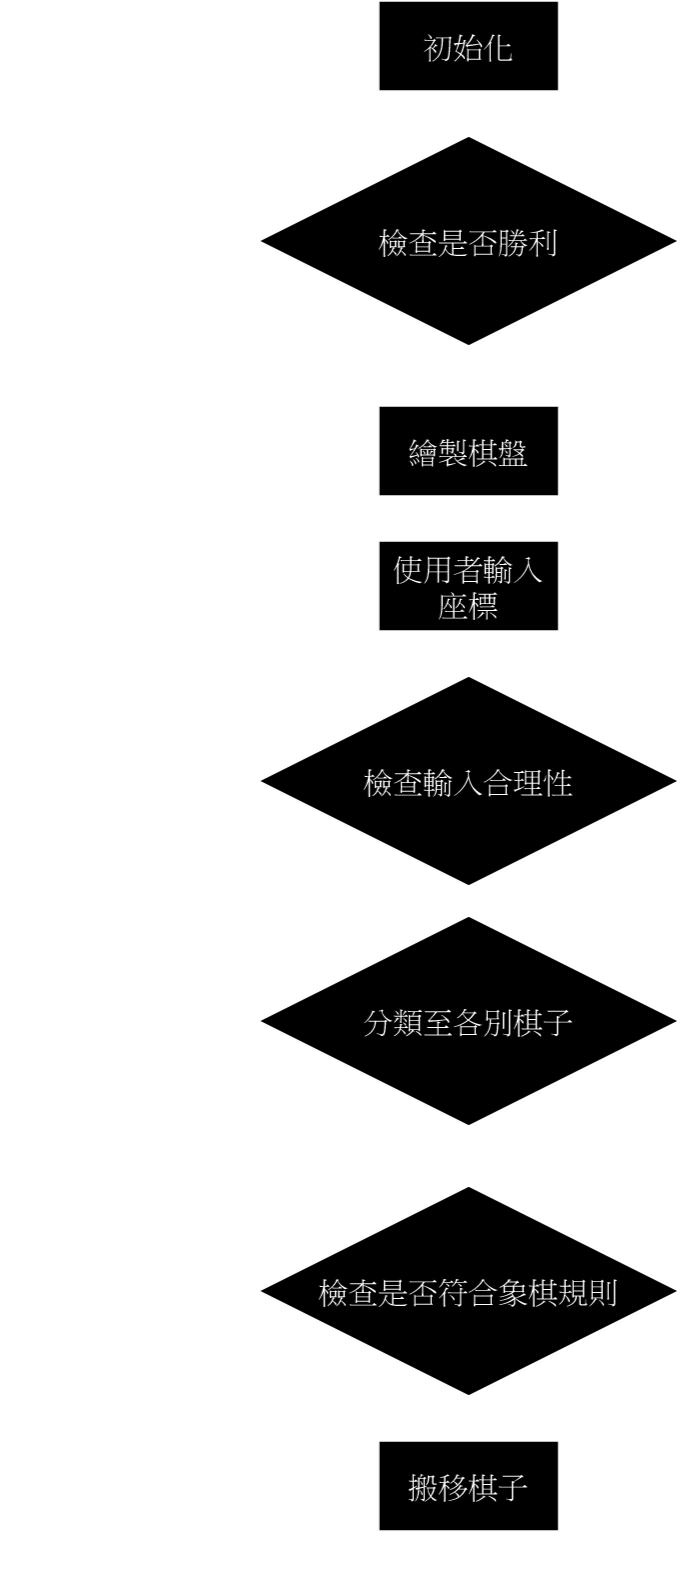 初始化
檢查是否勝利
繪製棋盤
使用者輸入
座標
檢查輸入合理性
分類至各別棋子
檢查是否符合象棋規則
搬移棋子